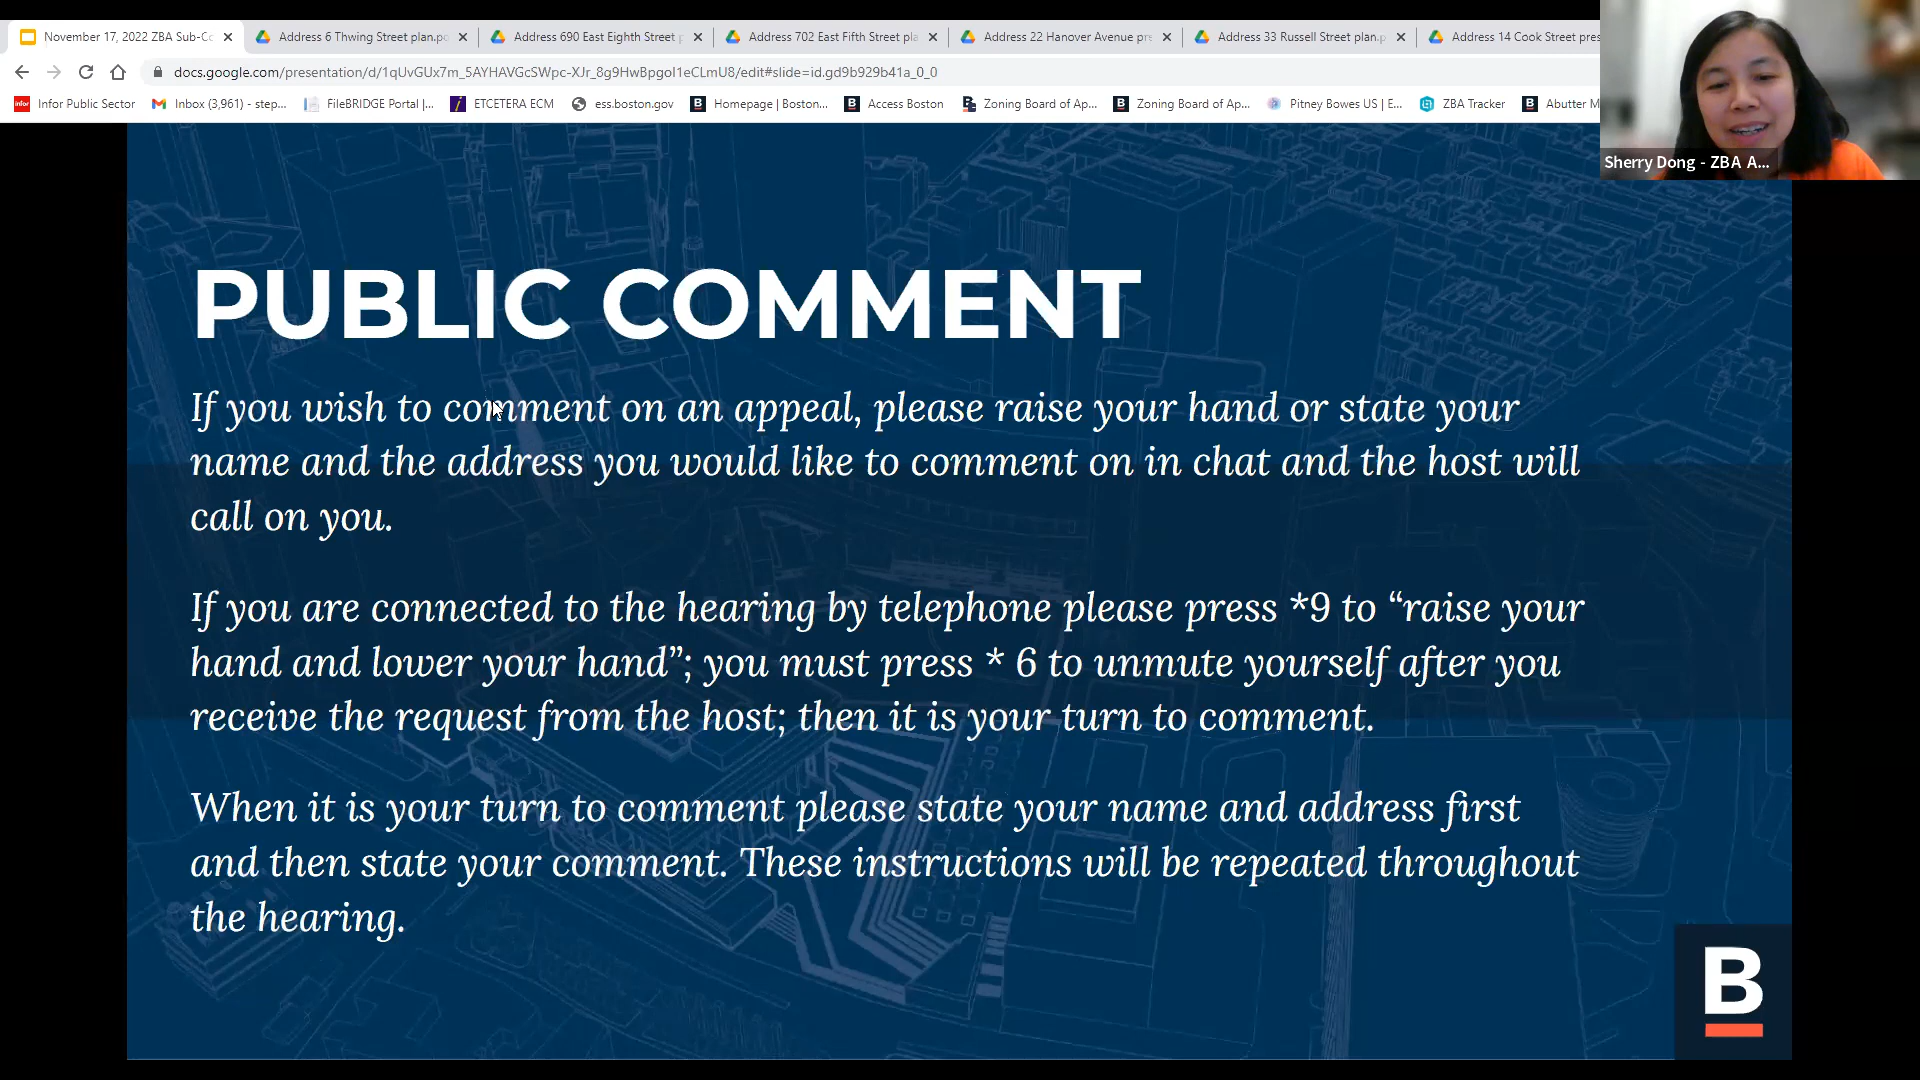 November 17, 2022 ZBA Sub-Co
Address 6 Thwing Street plan.po
Address 690 East Eighth Street p
Address 702 East Fifth Street pla
Address 22 Hanover Avenue pre
Address 33 Russell Street plan.p
Address 14 Cook Street pres
docs.google.com/presentation/d/1qUvGUx7m_5AYHAVGcSWpc-XJr_8g9HwBpgoI1eCLmU8/edit#slide=id.gd9b929b41a_0_0
Infor Public Sector
Inbox (3,961) - step...
FileBRIDGE Portal |...
ETCETERA ECM
ess.boston.gov
Homepage | Boston...
Access Boston
Zoning Board of Ap...
Zoning Board of Ap...
Pitney Bowes US | E...
ZBA Tracker
Abutter M
Sherry Dong - ZBA A...
PUBLIC COMMENT
If you wish to comment on an appeal, please raise your hand or state your
name and the address you would like to comment on in chat and the host will
call on you.
If you are connected to the hearing by telephone please press *9 to “raise your
hand and lower your hand”; you must press * 6 to unmute yourself after you
receive the request from the host; then it is your turn to comment.
When it is your turn to comment please state your name and address first
and then state your comment. These instructions will be repeated throughout
the hearing.
B